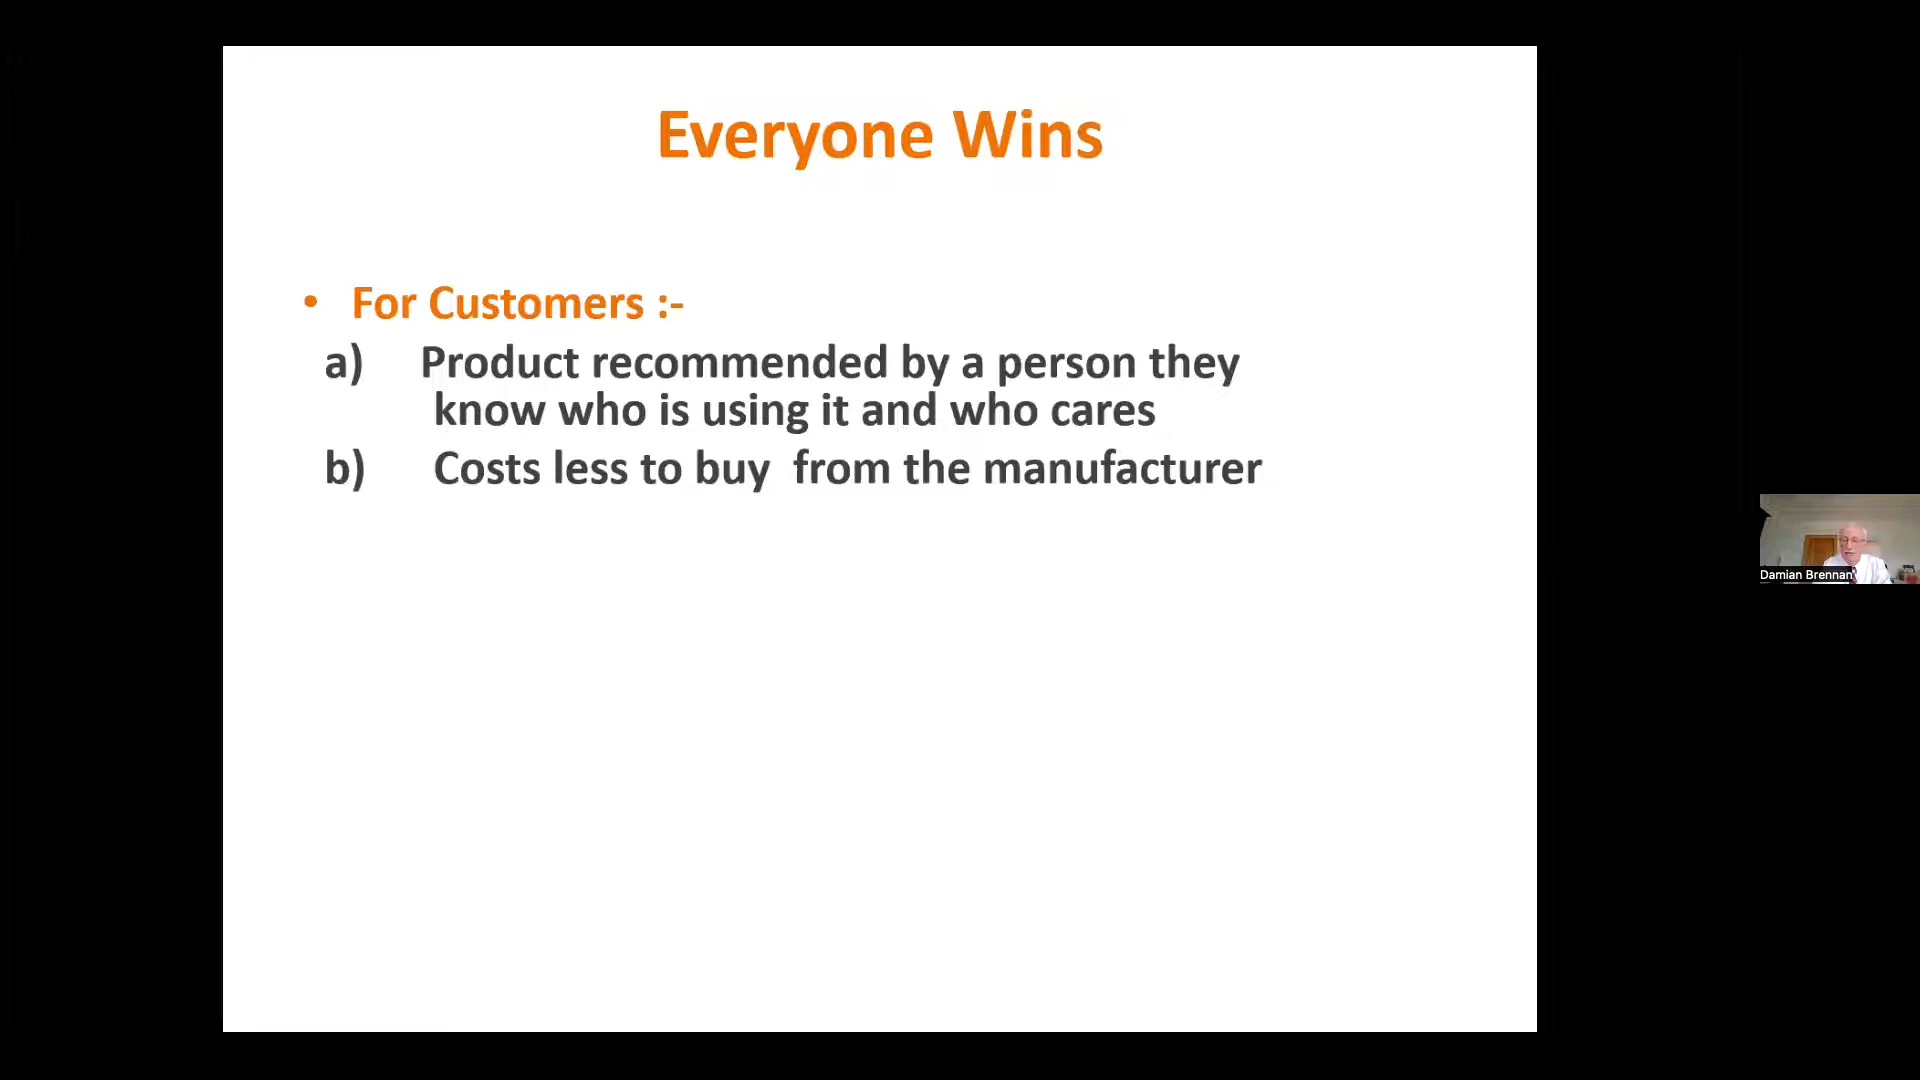 Everyone Wins
• For Customers :-
a) Product recommended by a person they
know who is using it and who cares
b) Costs less to buy from the manufacturer
Damian Brennan